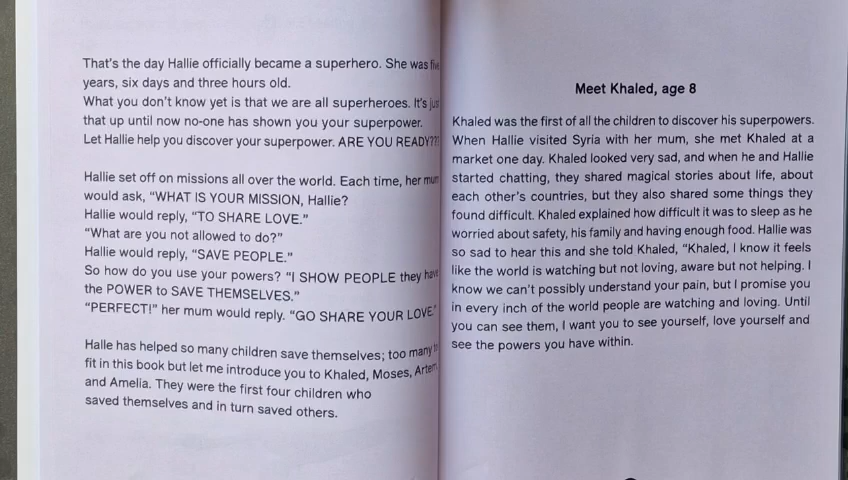 That's the day Hallie officially became a superhero. She was five
years, six days and three hours old.
What you don't know yet is that we are all superheroes. It's just
that up until now no-one has shown you your superpower.
Let Hallie help you discover your superpower. ARE YOU READY???
Hallie set off on missions all over the world. Each time, her mum
would ask, “WHAT IS YOUR MISSION, Hallie?
Hallie would reply, “TO SHARE LOVE.”
“What are you not allowed to do?”
Hallie would reply, “SAVE PEOPLE.”
So how do you use your powers? “I SHOW PEOPLE they have
the POWER to SAVE THEMSELVES.”
“PERFECT!” her mum would reply. “GO SHARE YOUR LOVE.”
Halle has helped so many children save themselves; too many to
fit in this book but let me introduce you to Khaled, Moses, Artem,
and Amelia. They were the first four children who
saved themselves and in turn saved others.
Meet Khaled, age 8
Khaled was the first of all the children to discover his superpowers.
When Hallie visited Syria with her mum, she met Khaled at a
market one day. Khaled looked very sad, and when he and Hallie
started chatting, they shared magical stories about life, about
each other's countries, but they also shared some things they
found difficult. Khaled explained how difficult it was to sleep as he
worried about safety, his family and having enough food. Hallie was
so sad to hear this and she told Khaled, “Khaled, I know it feels
like the world is watching but not loving, aware but not helping. I
know we can't possibly understand your pain, but I promise you
in every inch of the world people are watching and loving. Until
you can see them, I want you to see yourself, love yourself and
see the powers you have within.